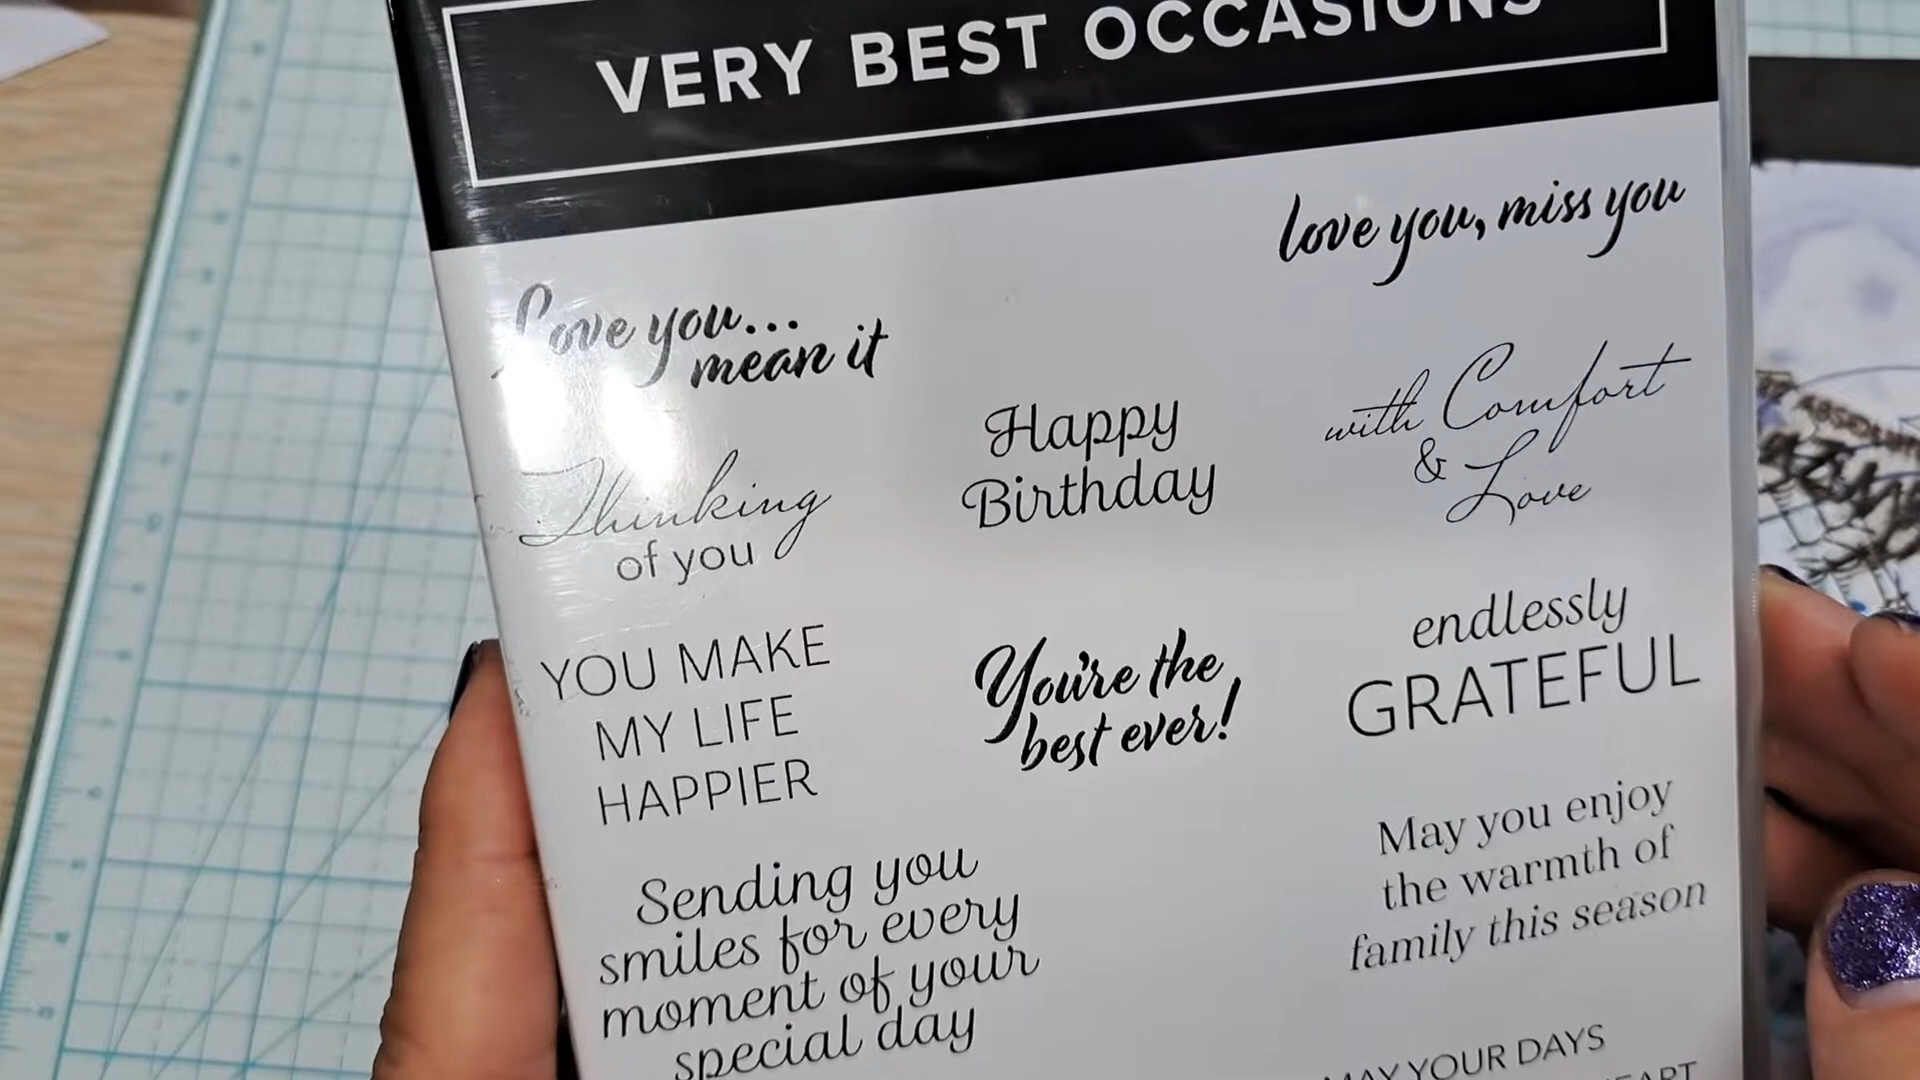 VERY BEST OCCASIONS
love you, miss you
Love you...
mean it
Happy
Birthday
with Comfort
& Love
Thinking
of you
YOU MAKE
MY LIFE
HAPPIER
You're the
best ever!
endlessly
GRATEFUL
Sending you
smiles for every
moment of your
special day
May you enjoy
the warmth of
family this season
MAY YOUR DAYS